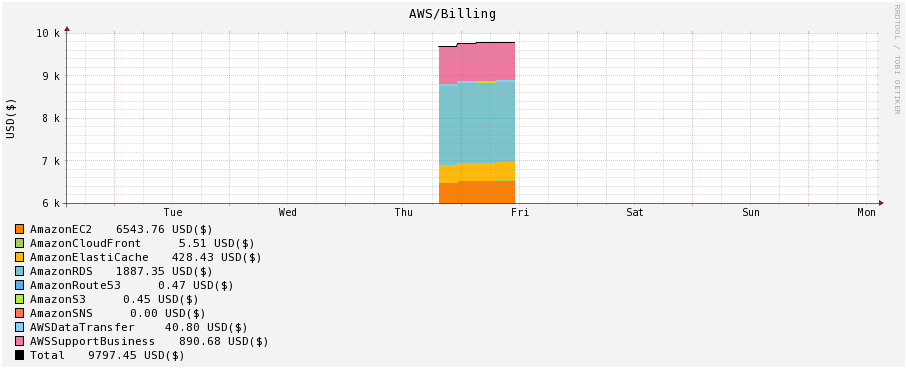 AWS/Billing
RRDTOOL / TOBI OETIKER
USD($)
10 k
9 k
8 k
7 k
6 k
Tue Wed Thu Fri Sat Sun Mon
AmazonEC2 6543.76 USD($)
AmazonCloudFront 5.51 USD($)
AmazonElastiCache 428.43 USD($)
AmazonRDS 1887.35 USD($)
AmazonRoute53 0.47 USD($)
AmazonS3 0.45 USD($)
AmazonSNS 0.00 USD($)
AWSDataTransfer 40.80 USD($)
AWSSupportBusiness 890.68 USD($)
Total 9797.45 USD($)